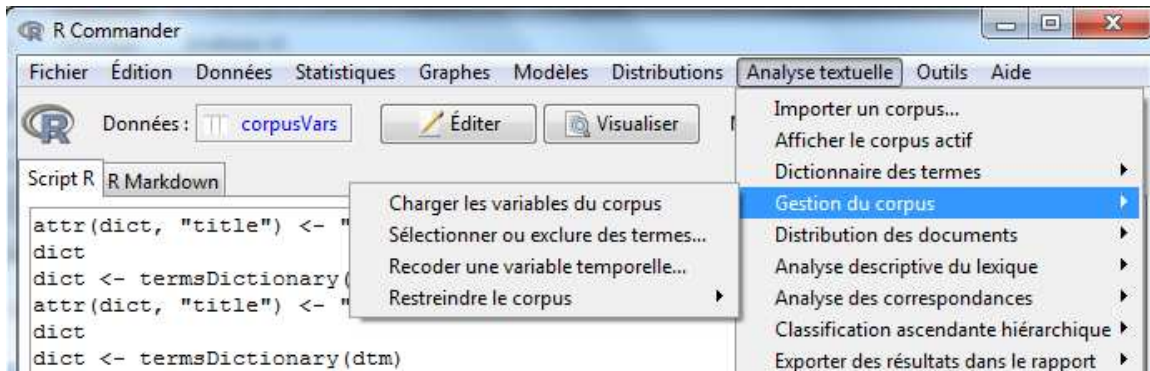 R Commander
Fichier Édition Données Statistiques Graphes Modèles Distributions Analyse textuelle Outils Aide
Données : corpusVars Éditer Visualiser
Script R R Markdown
Importer un corpus...
Afficher le corpus actif
Dictionnaire des termes
Gestion du corpus
Distribution des documents
Analyse descriptive du lexique
Analyse des correspondances
Classification ascendante hiérarchique
Exporter des résultats dans le rapport
Charger les variables du corpus
Sélectionner ou exclure des termes...
Recoder une variable temporelle...
Restreindre le corpus
attr(dict, "title") <- "
dict
dict <- termsDictionary(
attr(dict, "title") <- "
dict
dict <- termsDictionary(dtm)